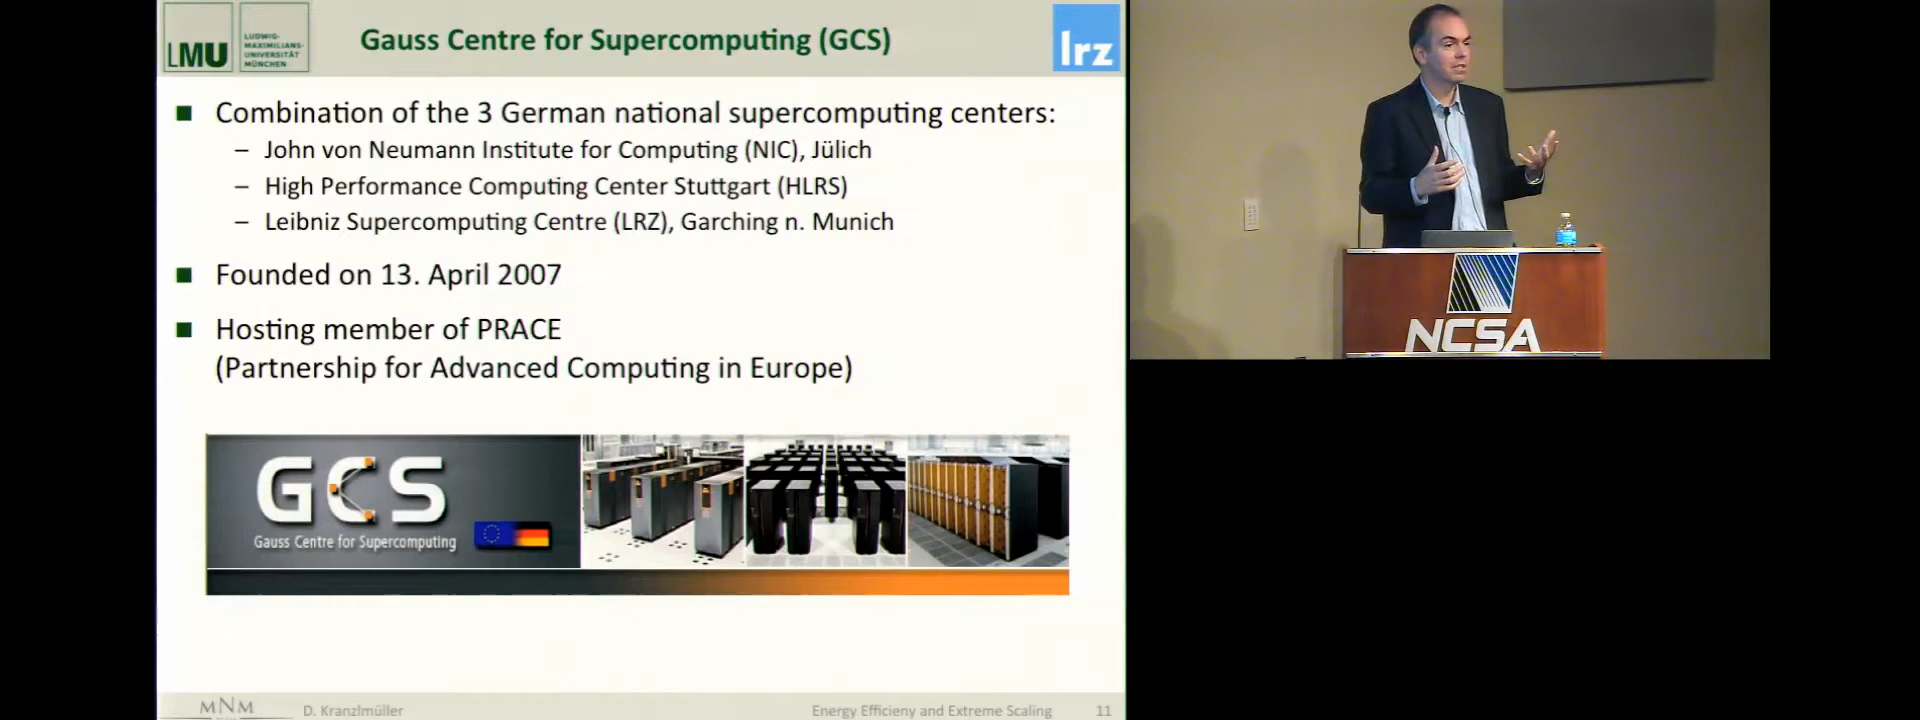 LMU
LUDWIG-
MAXIMILIANS-
UNIVERSITÄT
MÜNCHEN
Gauss Centre for Supercomputing (GCS)
lrz
Combination of the 3 German national supercomputing centers:
– John von Neumann Institute for Computing (NIC), Jülich
– High Performance Computing Center Stuttgart (HLRS)
– Leibniz Supercomputing Centre (LRZ), Garching n. Munich
Founded on 13. April 2007
Hosting member of PRACE
(Partnership for Advanced Computing in Europe)
GCS
Gauss Centre for Supercomputing
MNM
D. Kranzlmüller
Energy Efficieny and Extreme Scaling
11
NCSA